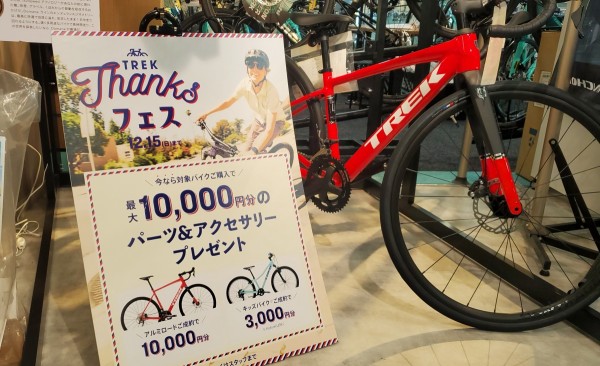 TREK
Thanks
フェス
12.15(日)まで
今なら対象バイクご購入で
最大10,000円分の
パーツ&アクセサリー
プレゼント
アルミロードご成約で
10,000円分
キッズバイクご成約で
3,000円分
TREK